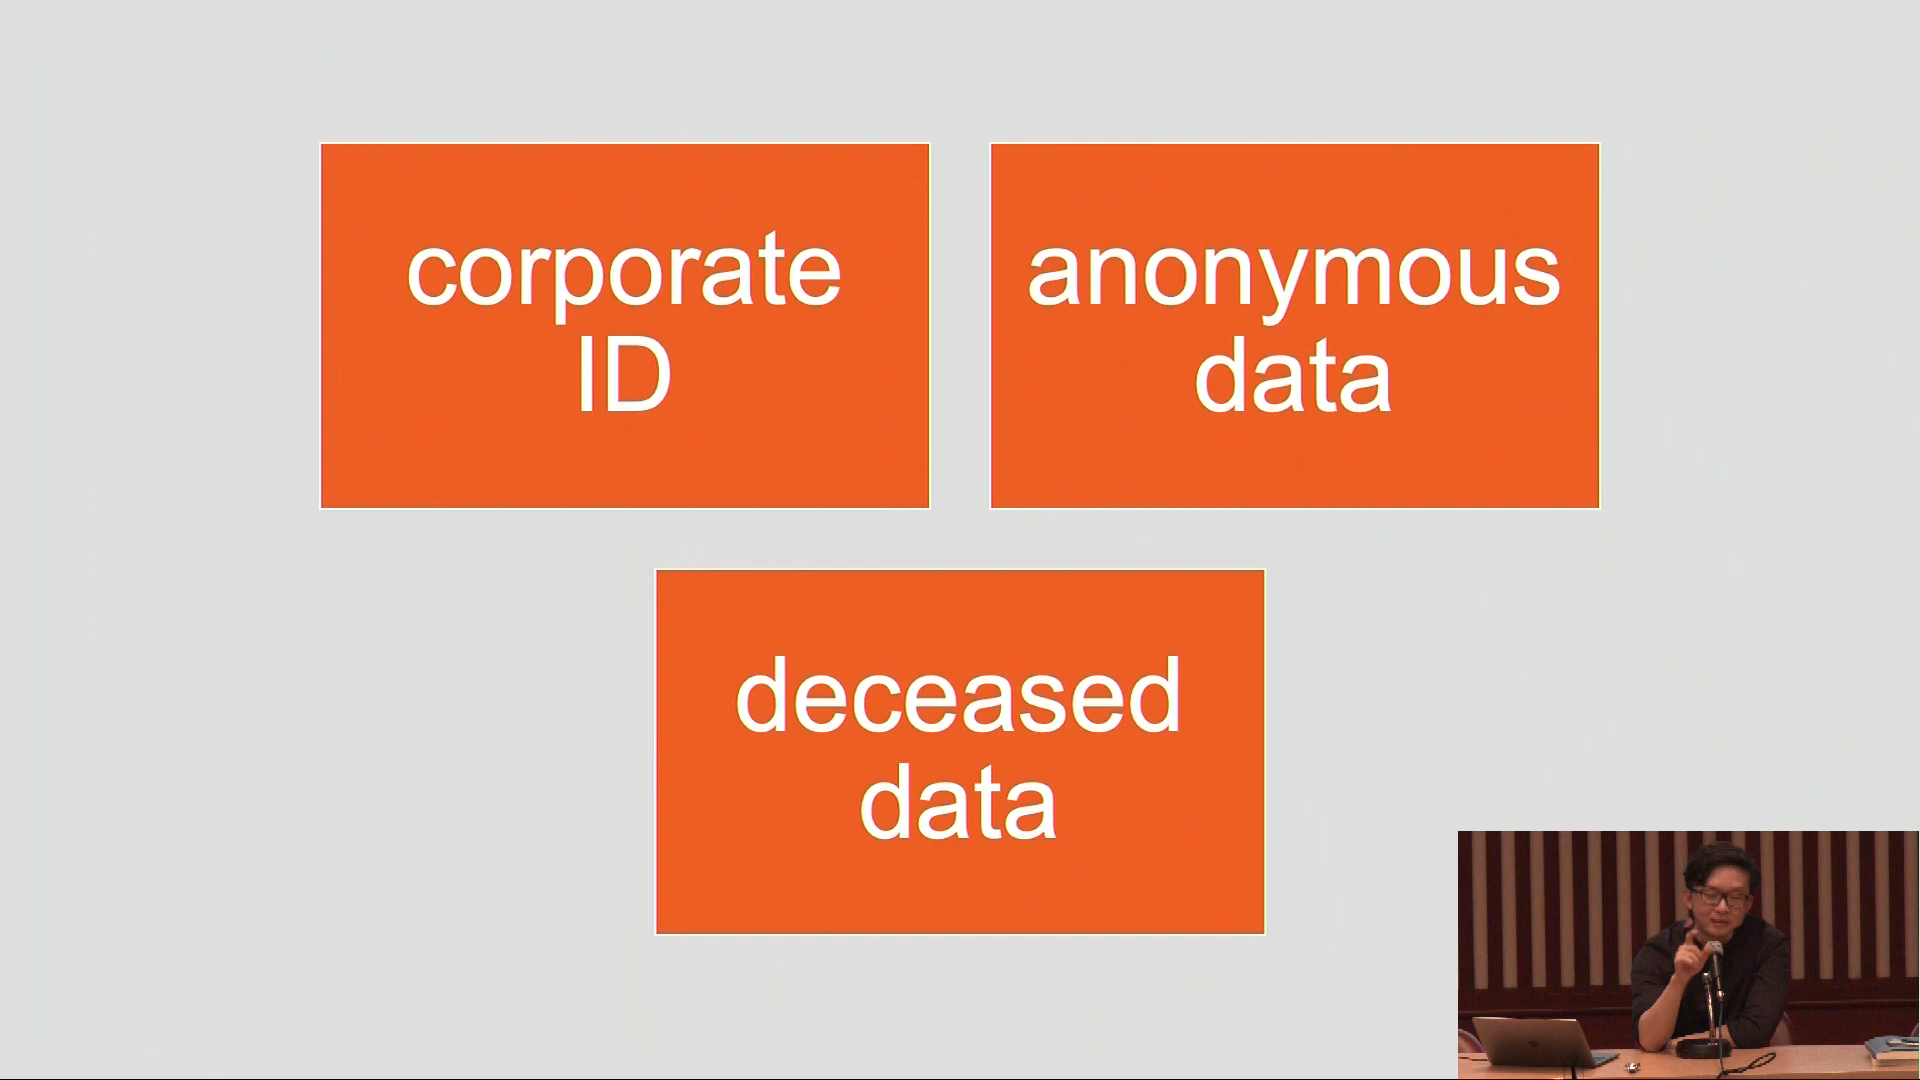 corporate
ID
anonymous
data
deceased
data